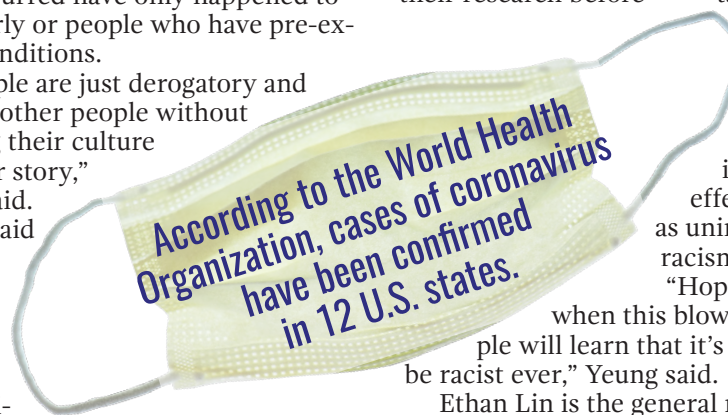 urred have only happened to
rly or people who have pre-ex-
nditions.
ple are just derogatory and
other people without
their culture
r story,”
aid
According to the World Health
Organization, cases of coronavirus
have been confirmed
in 12 U.S. states.
their research before
effe
as unin
racism
“Hop
when this blow
ple will learn that it's
be racist ever,” Yeung said.
Ethan Lin is the general